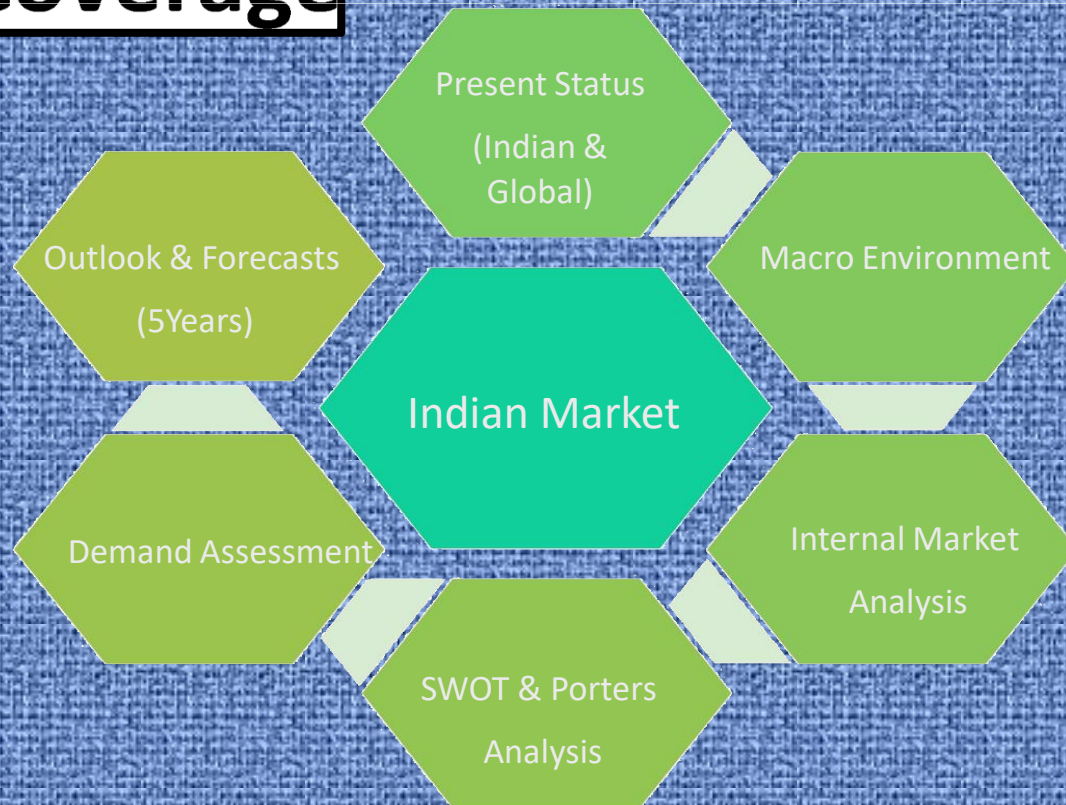 Coverage
Present Status
(Indian &
Global)
Macro Environment
Internal Market
Analysis
SWOT & Porters
Analysis
Demand Assessment
Outlook & Forecasts
(5Years)
Indian Market